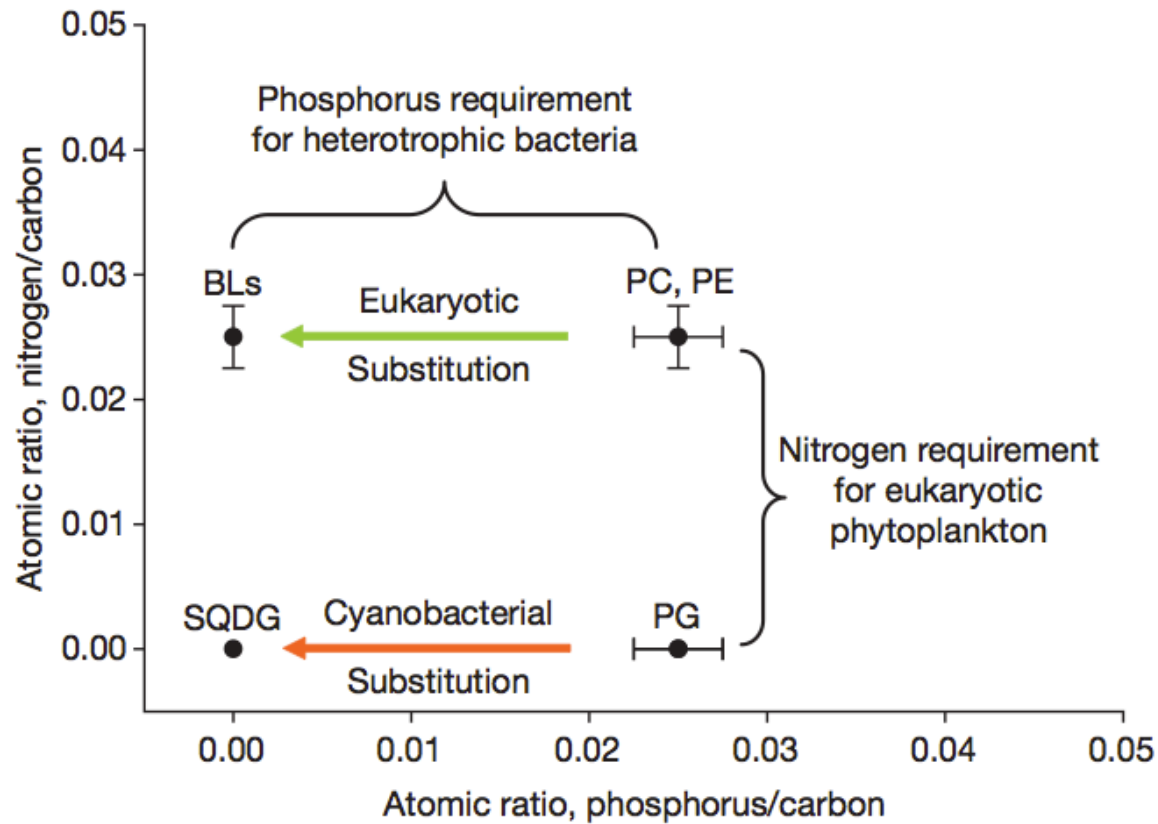 0.05
0.04
0.03
0.02
0.01
0.00
Atomic ratio, nitrogen/carbon
Phosphorus requirement
for heterotrophic bacteria
BLs
Eukaryotic
Substitution
PC, PE
Nitrogen requirement
for eukaryotic
phytoplankton
SQDG
Cyanobacterial
Substitution
PG
0.00 0.01 0.02 0.03 0.04 0.05
Atomic ratio, phosphorus/carbon